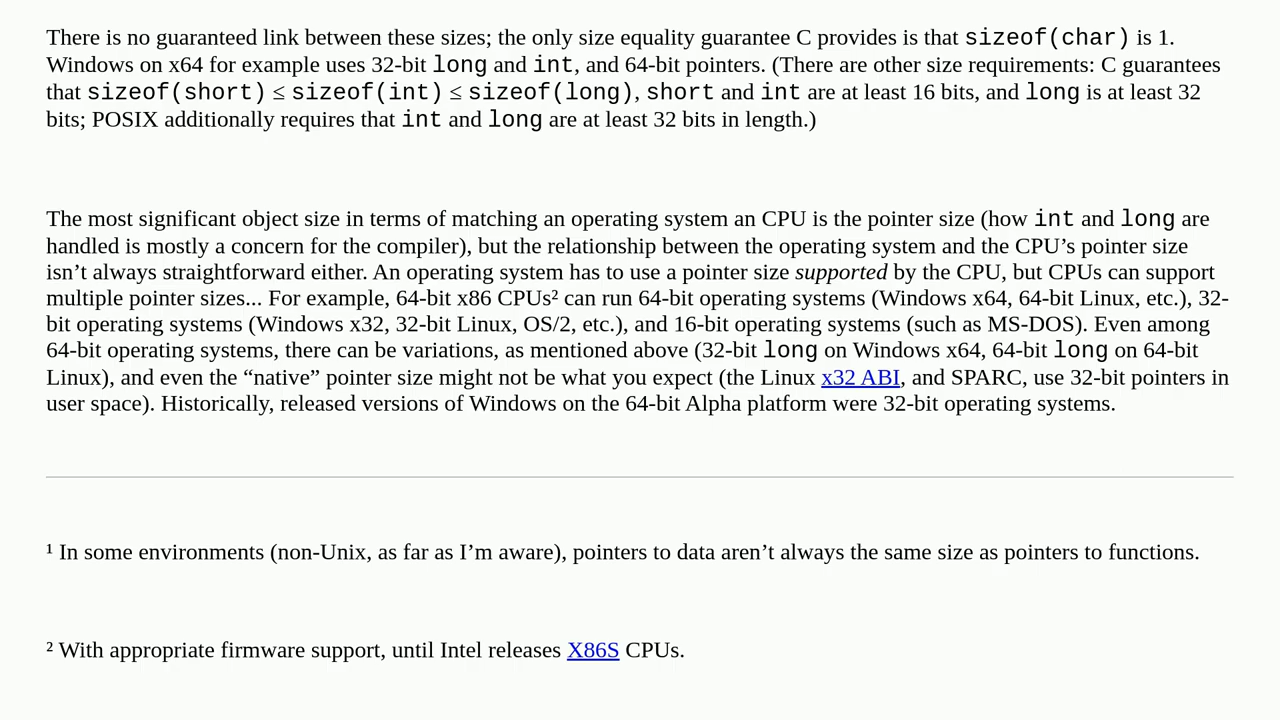 There is no guaranteed link between these sizes; the only size equality guarantee C provides is that sizeof(char) is 1.
Windows on x64 for example uses 32-bit long and int, and 64-bit pointers. (There are other size requirements: C guarantees
that sizeof(short) ≤ sizeof(int) ≤ sizeof(long), short and int are at least 16 bits, and long is at least 32
bits; POSIX additionally requires that int and long are at least 32 bits in length.)
The most significant object size in terms of matching an operating system an CPU is the pointer size (how int and long are
handled is mostly a concern for the compiler), but the relationship between the operating system and the CPU’s pointer size
isn’t always straightforward either. An operating system has to use a pointer size supported by the CPU, but CPUs can support
multiple pointer sizes... For example, 64-bit x86 CPUs² can run 64-bit operating systems (Windows x64, 64-bit Linux, etc.), 32-
bit operating systems (Windows x32, 32-bit Linux, OS/2, etc.), and 16-bit operating systems (such as MS-DOS). Even among
64-bit operating systems, there can be variations, as mentioned above (32-bit long on Windows x64, 64-bit long on 64-bit
Linux), and even the “native” pointer size might not be what you expect (the Linux x32 ABI, and SPARC, use 32-bit pointers in
user space). Historically, released versions of Windows on the 64-bit Alpha platform were 32-bit operating systems.
¹ In some environments (non-Unix, as far as I’m aware), pointers to data aren’t always the same size as pointers to functions.
² With appropriate firmware support, until Intel releases X86S CPUs.